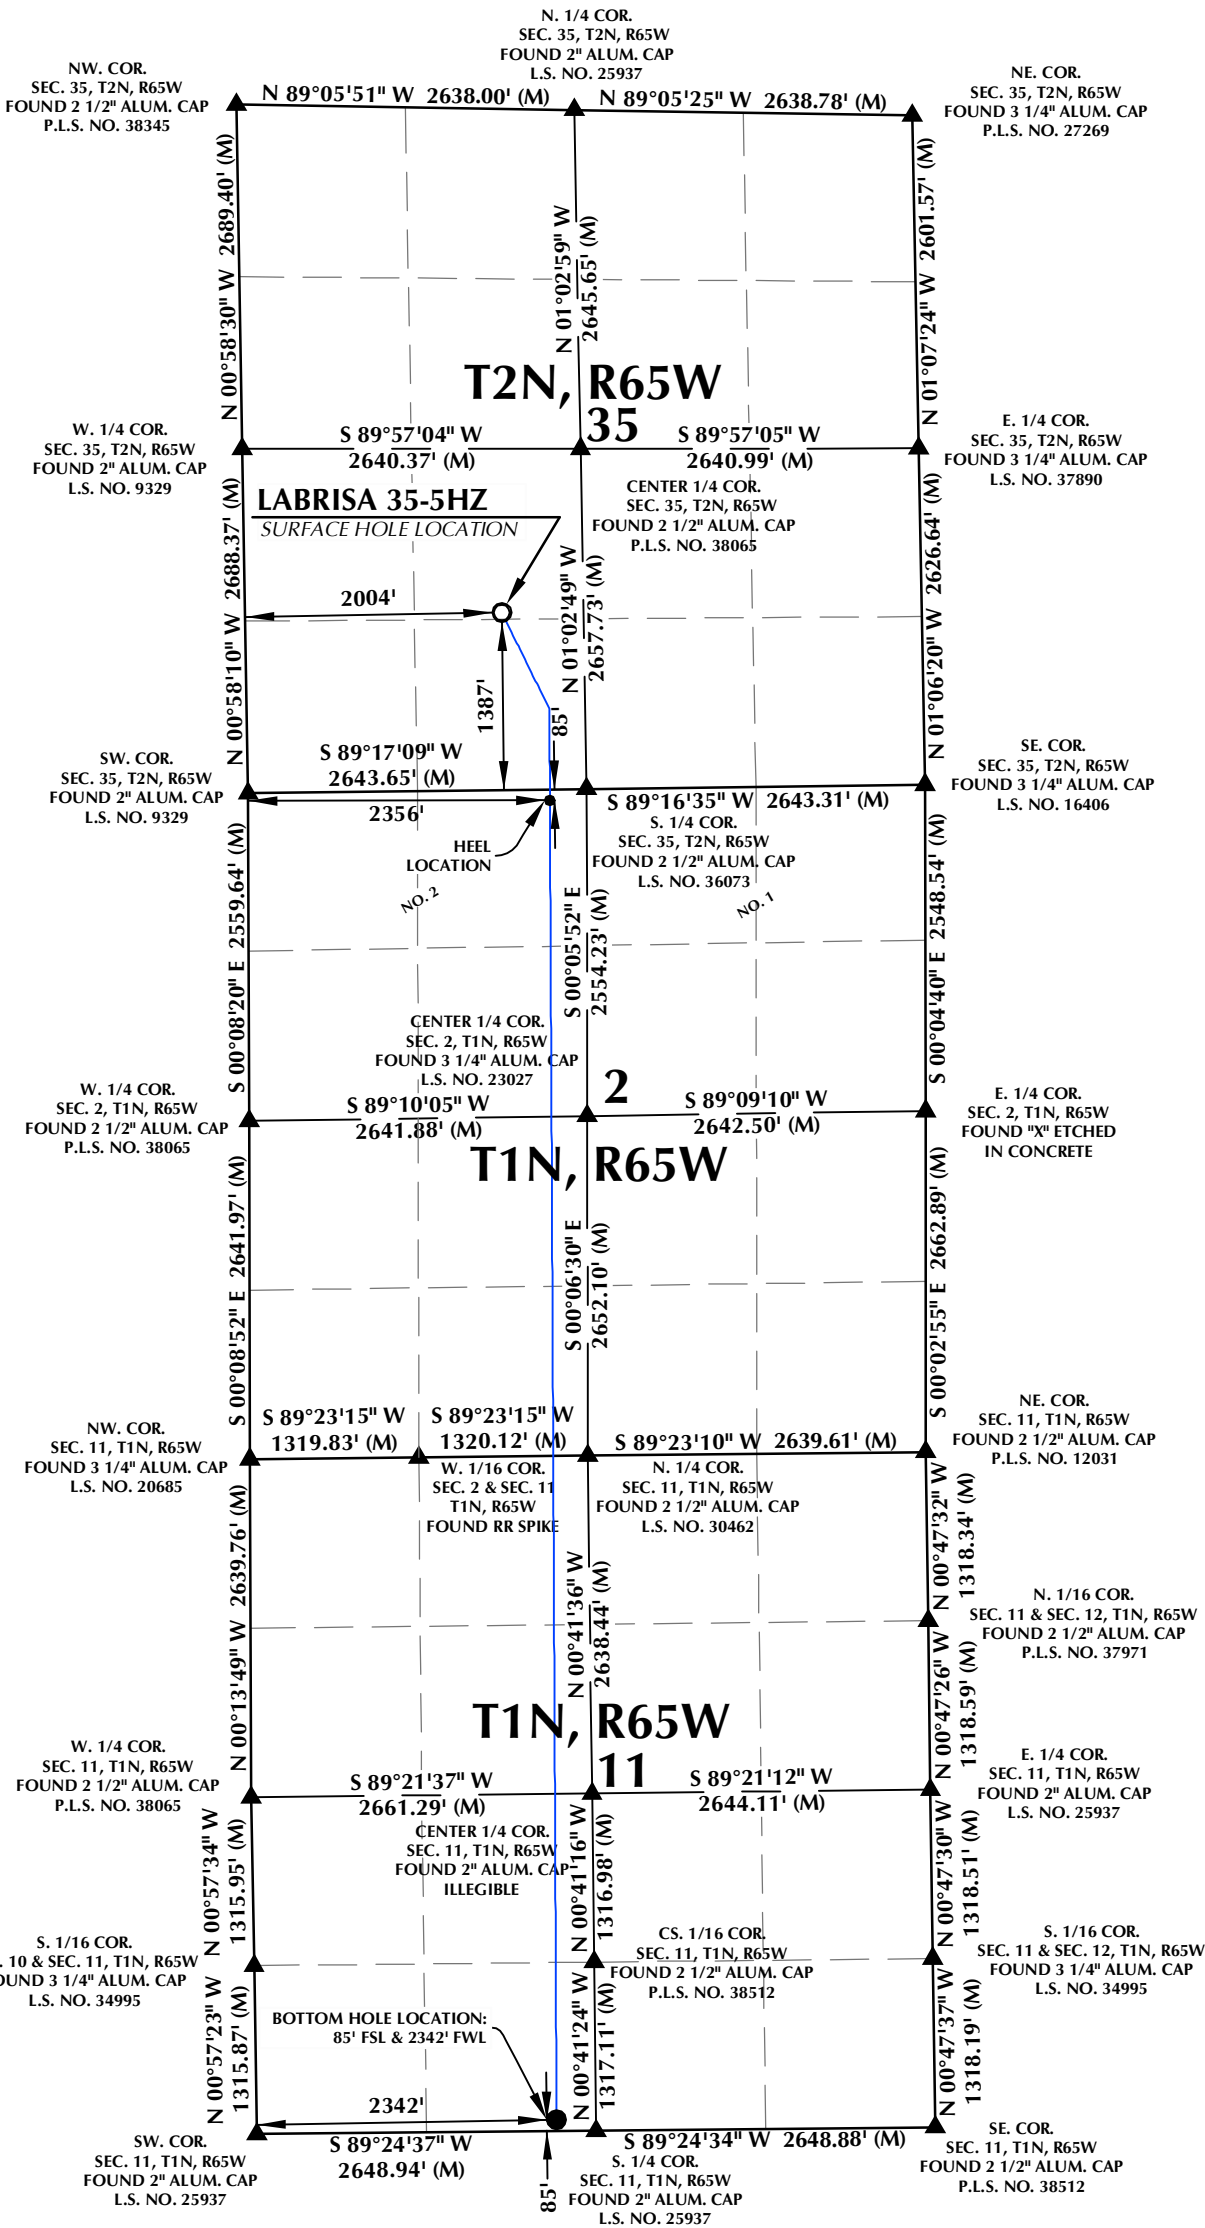 N. 1/4 COR.
SEC. 35, T2N, R65W
FOUND 2" ALUM. CAP
L.S. NO. 25937
NW. COR.
SEC. 35, T2N, R65W
FOUND 2 1/2" ALUM. CAP
P.L.S. NO. 38345
NE. COR.
SEC. 35, T2N, R65W
FOUND 3 1/4" ALUM. CAP
P.L.S. NO. 27269
N 89°05'51" W 2638.00' (M)
N 89°05'25" W 2638.78' (M)
N 00°58'30" W 2689.40' (M)
N 01°02'59" W
2645.65' (M)
N 01°07'24" W 2601.57' (M)
T2N, R65W
35
W. 1/4 COR.
SEC. 35, T2N, R65W
FOUND 2" ALUM. CAP
L.S. NO. 9329
S 89°57'04" W
2640.37' (M)
S 89°57'05" W
2640.99' (M)
E. 1/4 COR.
SEC. 35, T2N, R65W
FOUND 3 1/4" ALUM. CAP
L.S. NO. 37890
CENTER 1/4 COR.
SEC. 35, T2N, R65W
FOUND 2 1/2" ALUM. CAP
P.L.S. NO. 38065
LABRISA 35-5HZ
SURFACE HOLE LOCATION
N 00°58'10" W 2688.37' (M)
N 01°02'49" W
2657.73' (M)
N 01°06'20" W 2626.64' (M)
2004'
1387'
85'
SW. COR.
SEC. 35, T2N, R65W
FOUND 2" ALUM. CAP
L.S. NO. 9329
S 89°17'09" W
2643.65' (M)
2356'
S 89°16'35" W 2643.31' (M)
SE. COR.
SEC. 35, T2N, R65W
FOUND 3 1/4" ALUM. CAP
L.S. NO. 16406
S. 1/4 COR.
SEC. 35, T2N, R65W
FOUND 2 1/2" ALUM. CAP
L.S. NO. 36073
HEEL
LOCATION
NO. 2
NO. 1
S 00°08'20" E 2559.64' (M)
S 00°05'52" E
2554.23' (M)
S 00°04'40" E 2548.54' (M)
CENTER 1/4 COR.
SEC. 2, T1N, R65W
FOUND 3 1/4" ALUM. CAP
L.S. NO. 23027
2
W. 1/4 COR.
SEC. 2, T1N, R65W
FOUND 2 1/2" ALUM. CAP
P.L.S. NO. 38065
S 89°10'05" W
2641.88' (M)
S 89°09'10" W
2642.50' (M)
E. 1/4 COR.
SEC. 2, T1N, R65W
FOUND "X" ETCHED
IN CONCRETE
T1N, R65W
S 00°08'52" E 2641.97' (M)
S 00°06'30" E
2652.10' (M)
S 00°02'55" E 2662.89' (M)
NW. COR.
SEC. 11, T1N, R65W
FOUND 3 1/4" ALUM. CAP
L.S. NO. 20685
S 89°23'15" W
1319.83' (M)
S 89°23'15" W
1320.12' (M)
S 89°23'10" W 2639.61' (M)
NE. COR.
SEC. 11, T1N, R65W
FOUND 2 1/2" ALUM. CAP
P.L.S. NO. 12031
W. 1/16 COR.
SEC. 2 & SEC. 11
T1N, R65W
FOUND RR SPIKE
N. 1/4 COR.
SEC. 11, T1N, R65W
FOUND 2 1/2" ALUM. CAP
L.S. NO. 30462
N 00°13'49" W 2639.76' (M)
N 00°41'36" W
2638.44' (M)
N 00°47'32" W
1318.34' (M)
N. 1/16 COR.
SEC. 11 & SEC. 12, T1N, R65W
FOUND 2 1/2" ALUM. CAP
P.L.S. NO. 37971
N 00°47'26" W
1318.59' (M)
T1N, R65W
11
W. 1/4 COR.
SEC. 11, T1N, R65W
FOUND 2 1/2" ALUM. CAP
P.L.S. NO. 38065
S 89°21'37" W
2661.29' (M)
S 89°21'12" W
2644.11' (M)
E. 1/4 COR.
SEC. 11, T1N, R65W
FOUND 2" ALUM. CAP
L.S. NO. 25937
CENTER 1/4 COR.
SEC. 11, T1N, R65W
FOUND 2" ALUM. CAP
ILLEGIBLE
N 00°57'34" W
1315.95' (M)
N 00°41'16" W
1316.98' (M)
N 00°47'30" W
1318.51' (M)
S. 1/16 COR.
. 10 & SEC. 11, T1N, R65W
OUND 3 1/4" ALUM. CAP
L.S. NO. 34995
CS. 1/16 COR.
SEC. 11, T1N, R65W
FOUND 2 1/2" ALUM. CAP
P.L.S. NO. 38512
S. 1/16 COR.
SEC. 11 & SEC. 12, T1N, R65W
FOUND 3 1/4" ALUM. CAP
L.S. NO. 34995
BOTTOM HOLE LOCATION:
85' FSL & 2342' FWL
N 00°57'23" W
1315.87' (M)
N 00°41'24" W
1317.11' (M)
N 00°47'37" W
1318.19' (M)
2342'
85'
SW. COR.
SEC. 11, T1N, R65W
FOUND 2" ALUM. CAP
L.S. NO. 25937
S 89°24'37" W
2648.94' (M)
S 89°24'34" W 2648.88' (M)
S. 1/4 COR.
SEC. 11, T1N, R65W
FOUND 2" ALUM. CAP
L.S. NO. 25937
SE. COR.
SEC. 11, T1N, R65W
FOUND 2 1/2" ALUM. CAP
P.L.S. NO. 38512